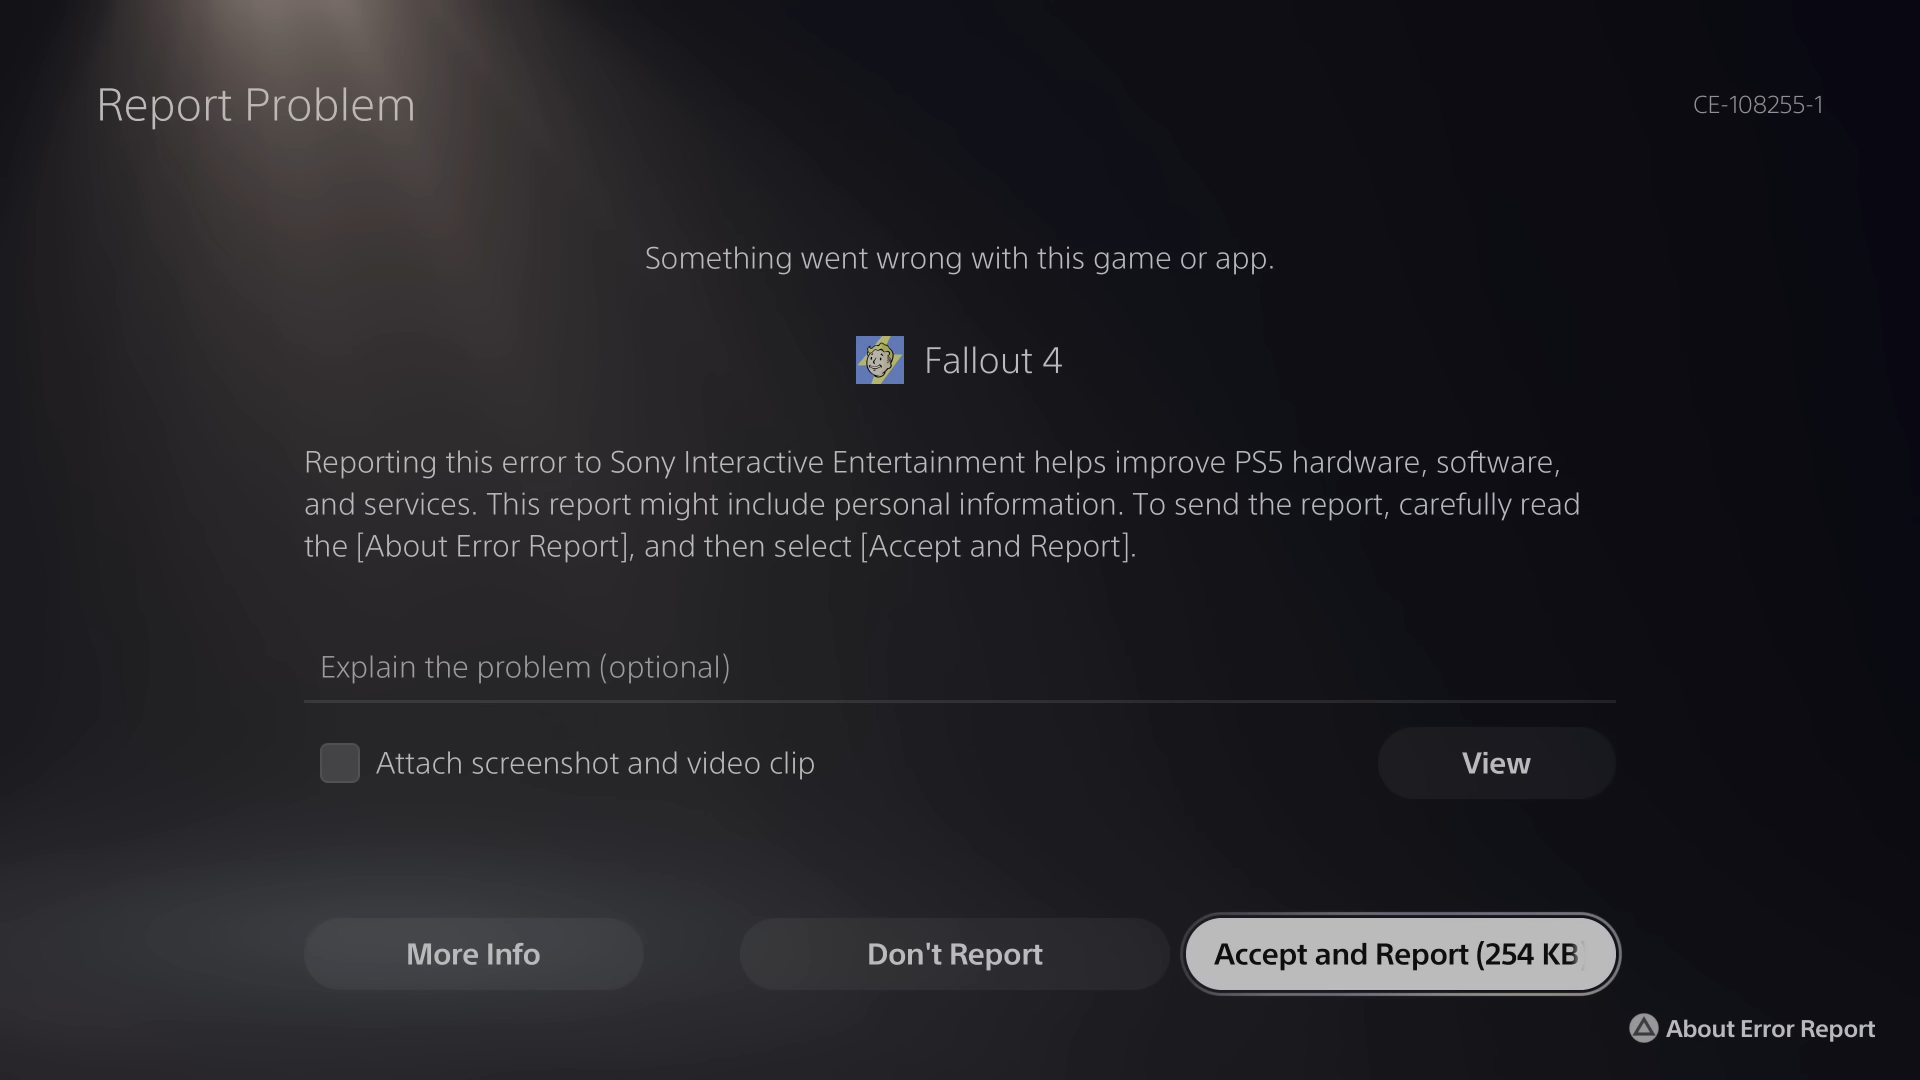 Report Problem
CE-108255-1
Something went wrong with this game or app.
Fallout 4
Reporting this error to Sony Interactive Entertainment helps improve PS5 hardware, software,
and services. This report might include personal information. To send the report, carefully read
the [About Error Report], and then select [Accept and Report].
Explain the problem (optional)
Attach screenshot and video clip
View
More Info
Don't Report
Accept and Report (254 KB
About Error Report